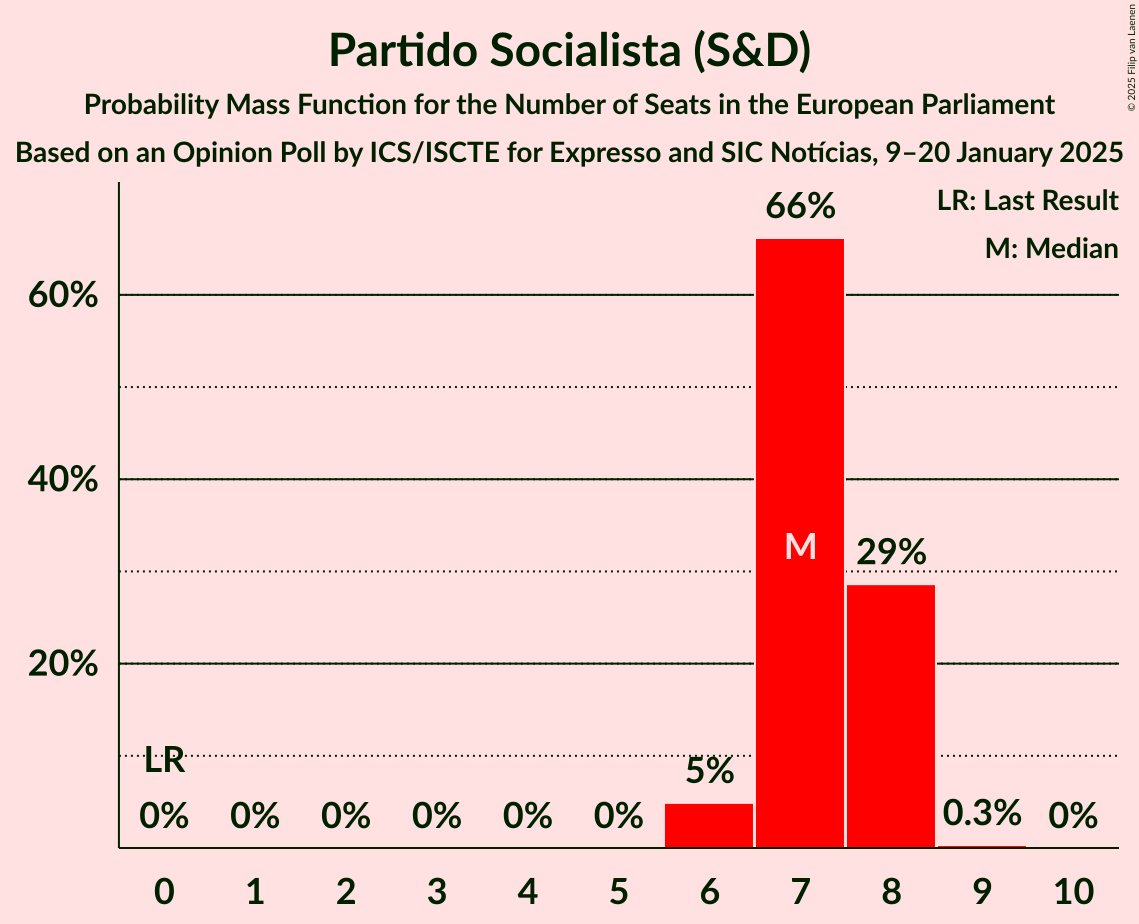 Partido Socialista (S&D)
Probability Mass Function for the Number of Seats in the European Parliament
Based on an Opinion Poll by ICS/ISCTE for Expresso and SIC Notícias, 9–20 January 2025
© 2025 Filip van Laenen
LR: Last Result
M: Median
66%
60%
40%
M
29%
20%
LR
5%
0%
0%
0%
0%
0%
0%
0.3%
0%
0 1 2 3 4 5 6 7 8 9 10